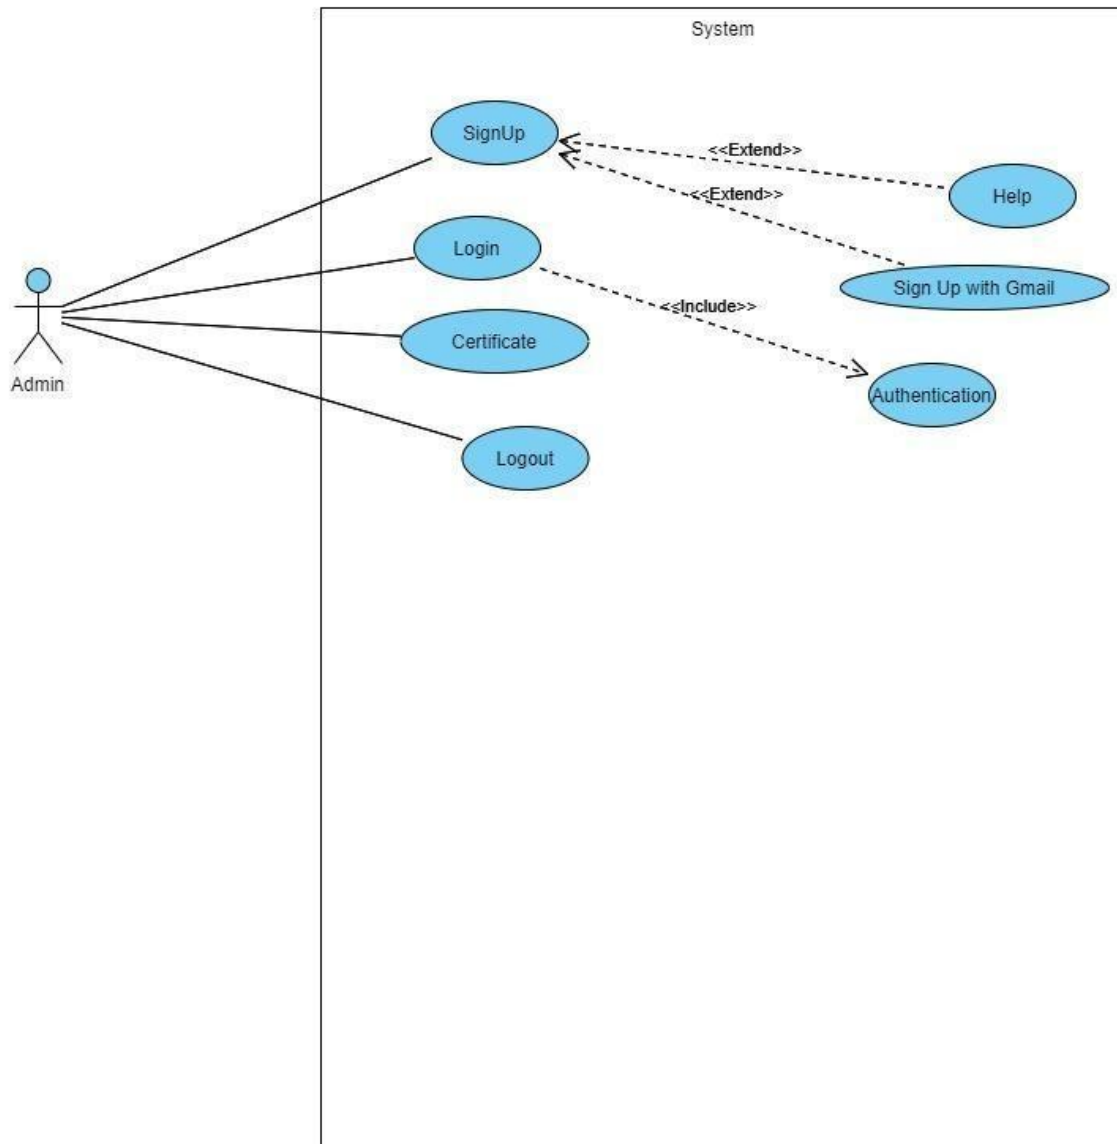 System
SignUp
<<Extend>>
Help
<<Extend>>
Login
Sign Up with Gmail
<<Include>>
Certificate
Admin
Authentication
Logout